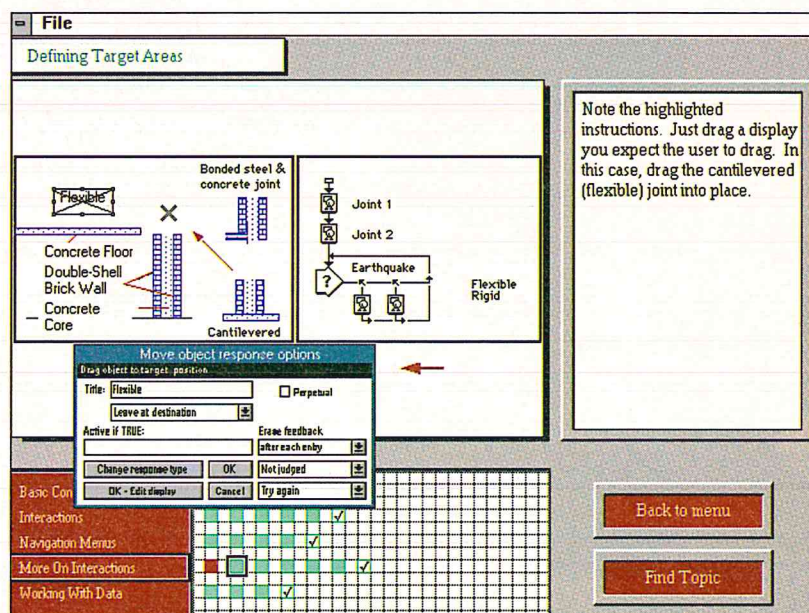 File
Defining Target Areas
Note the highlighted
instructions. Just drag a display
you expect the user to drag. In
this case, drag the cantilevered
(flexible) joint into place.
Flexible
Bonded steel &
concrete joint
Concrete Floor
Double-Shell
Brick Wall
Concrete
Core
Cantilevered
Joint 1
Joint 2
Earthquake
?
Flexible
Rigid
Move object response options
Drag object to target position
Title: Flexible
Perpetual
Leave at destination
Active if TRUE:
Erase feedback
after each entry
Change response type
OK
Not judged
OK - Edit display
Cancel
Try again
Basic Con
Interactions
Navigation Menus
More On Interactions
Working With Data
Back to menu
Find Topic